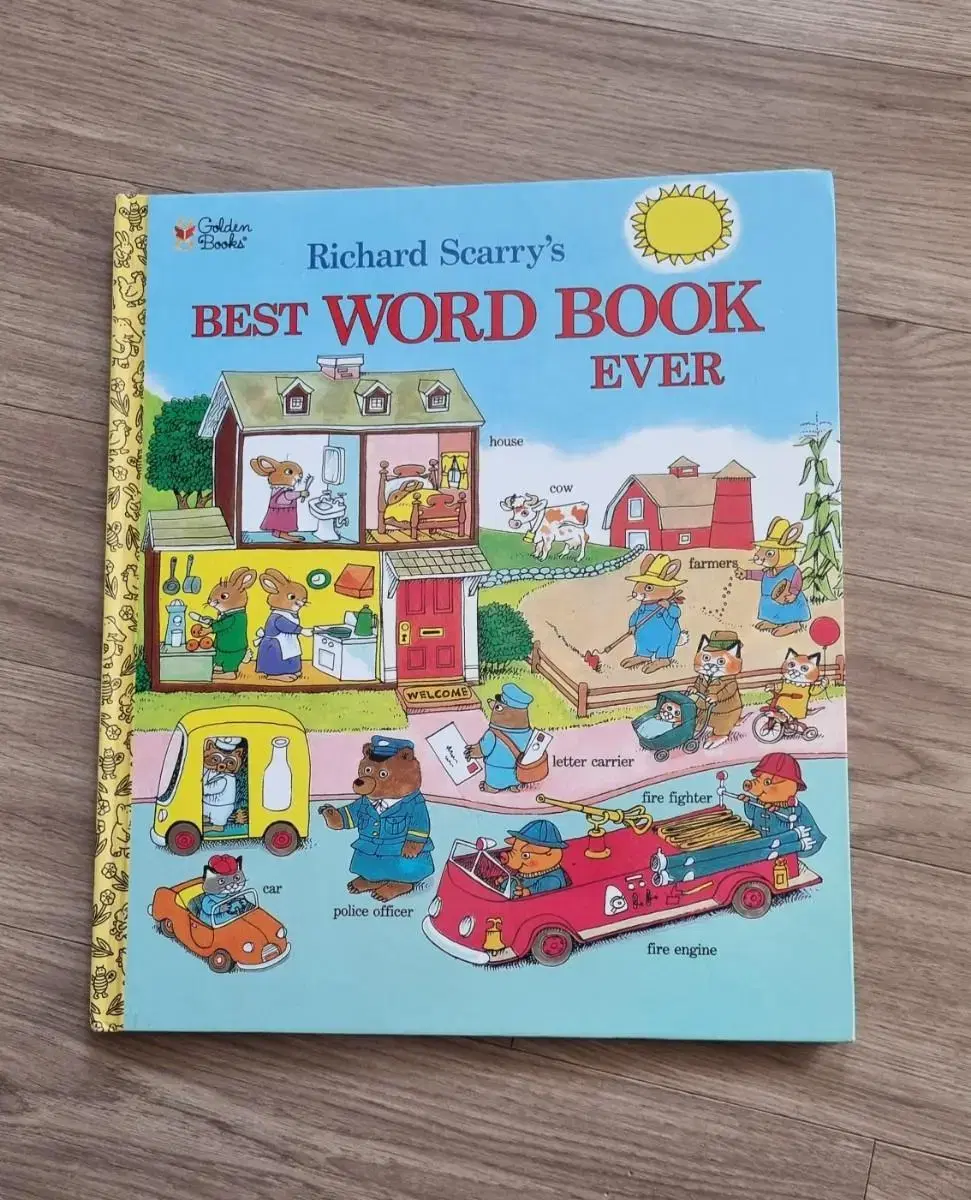 Golden
Books®
Richard Scarry's
BEST WORD BOOK
EVER
house
cow
farmers
WELCOME
letter carrier
fire fighter
car
police officer
fire engine